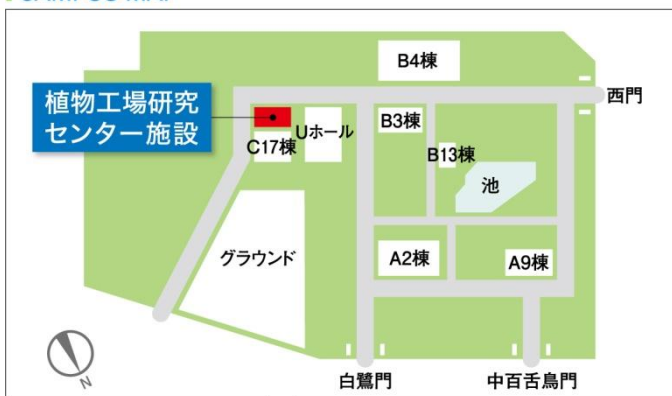 B4棟
西門
植物工場研究
センター施設
Uホール
B3棟
C17棟
B13棟
池
グラウンド
A2棟
A9棟
N
白鷺門
中百舌鳥門